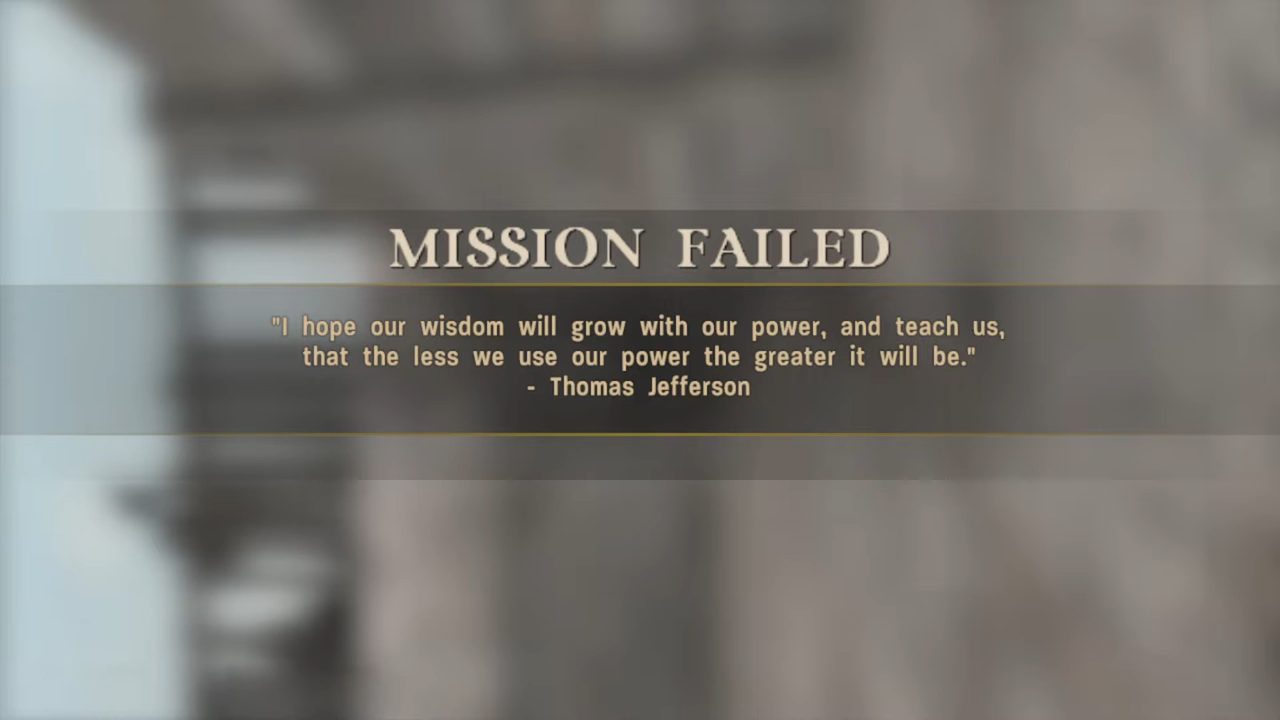 MISSION FAILED
"I hope our wisdom will grow with our power, and teach us,
that the less we use our power the greater it will be."
- Thomas Jefferson